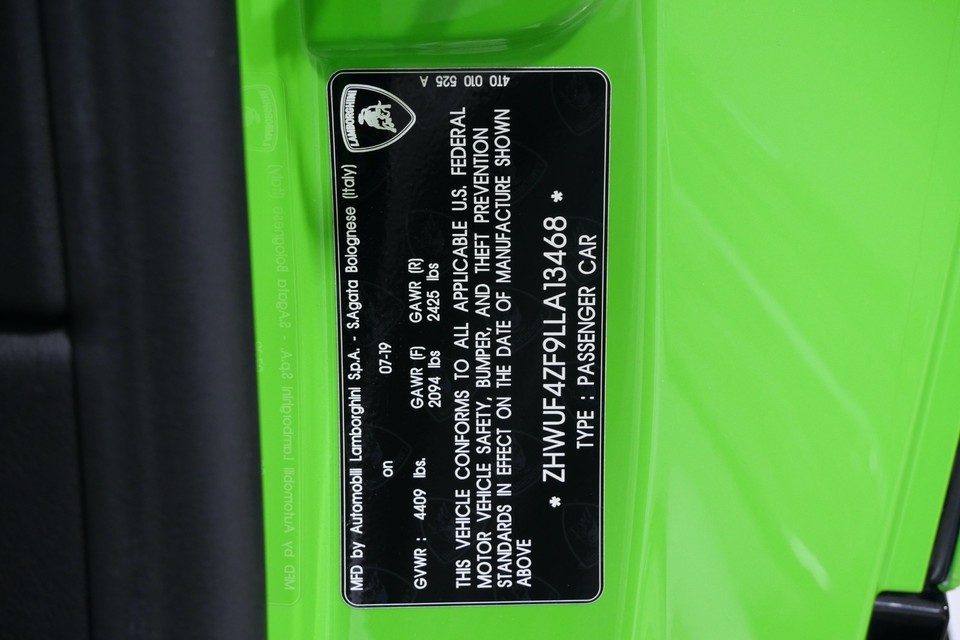 LAMBORGHINI
MFD by Automobili Lamborghini S.p.A. - S.Agata Bolognese (Italy)
on 07-19
GVWR : 4409 lbs. GAWR (F) GAWR (R)
2094 lbs 2425 lbs
THIS VEHICLE CONFORMS TO ALL APPLICABLE U.S. FEDERAL
MOTOR VEHICLE SAFETY, BUMPER, AND THEFT PREVENTION
STANDARDS IN EFFECT ON THE DATE OF MANUFACTURE SHOWN
ABOVE
* ZHWUF4ZF9LLA13468 *
TYPE : PASSENGER CAR
4T0 010 525 A